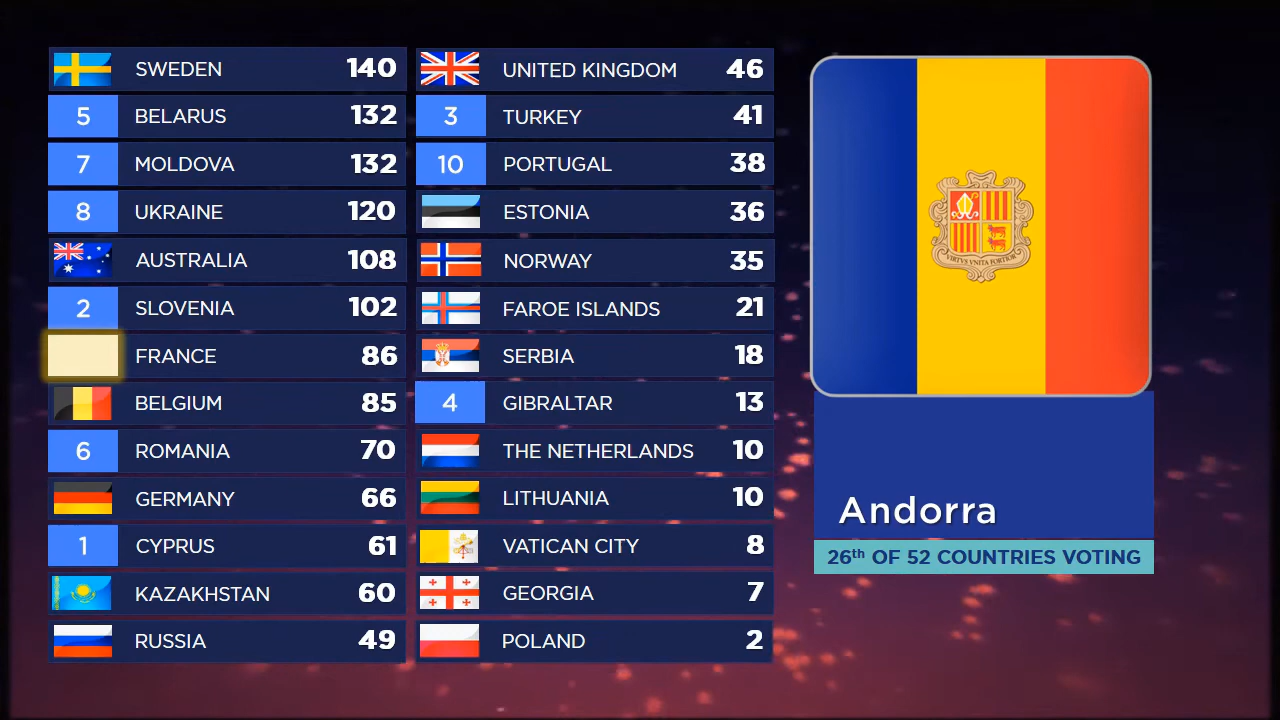 SWEDEN 140
5 BELARUS 132
7 MOLDOVA 132
8 UKRAINE 120
AUSTRALIA 108
2 SLOVENIA 102
FRANCE 86
BELGIUM 85
6 ROMANIA 70
GERMANY 66
1 CYPRUS 61
KAZAKHSTAN 60
RUSSIA 49
UNITED KINGDOM 46
3 TURKEY 41
10 PORTUGAL 38
ESTONIA 36
NORWAY 35
FAROE ISLANDS 21
SERBIA 18
4 GIBRALTAR 13
THE NETHERLANDS 10
LITHUANIA 10
VATICAN CITY 8
GEORGIA 7
POLAND 2
VIRTVS VNITA FORTIOR
Andorra
26th OF 52 COUNTRIES VOTING